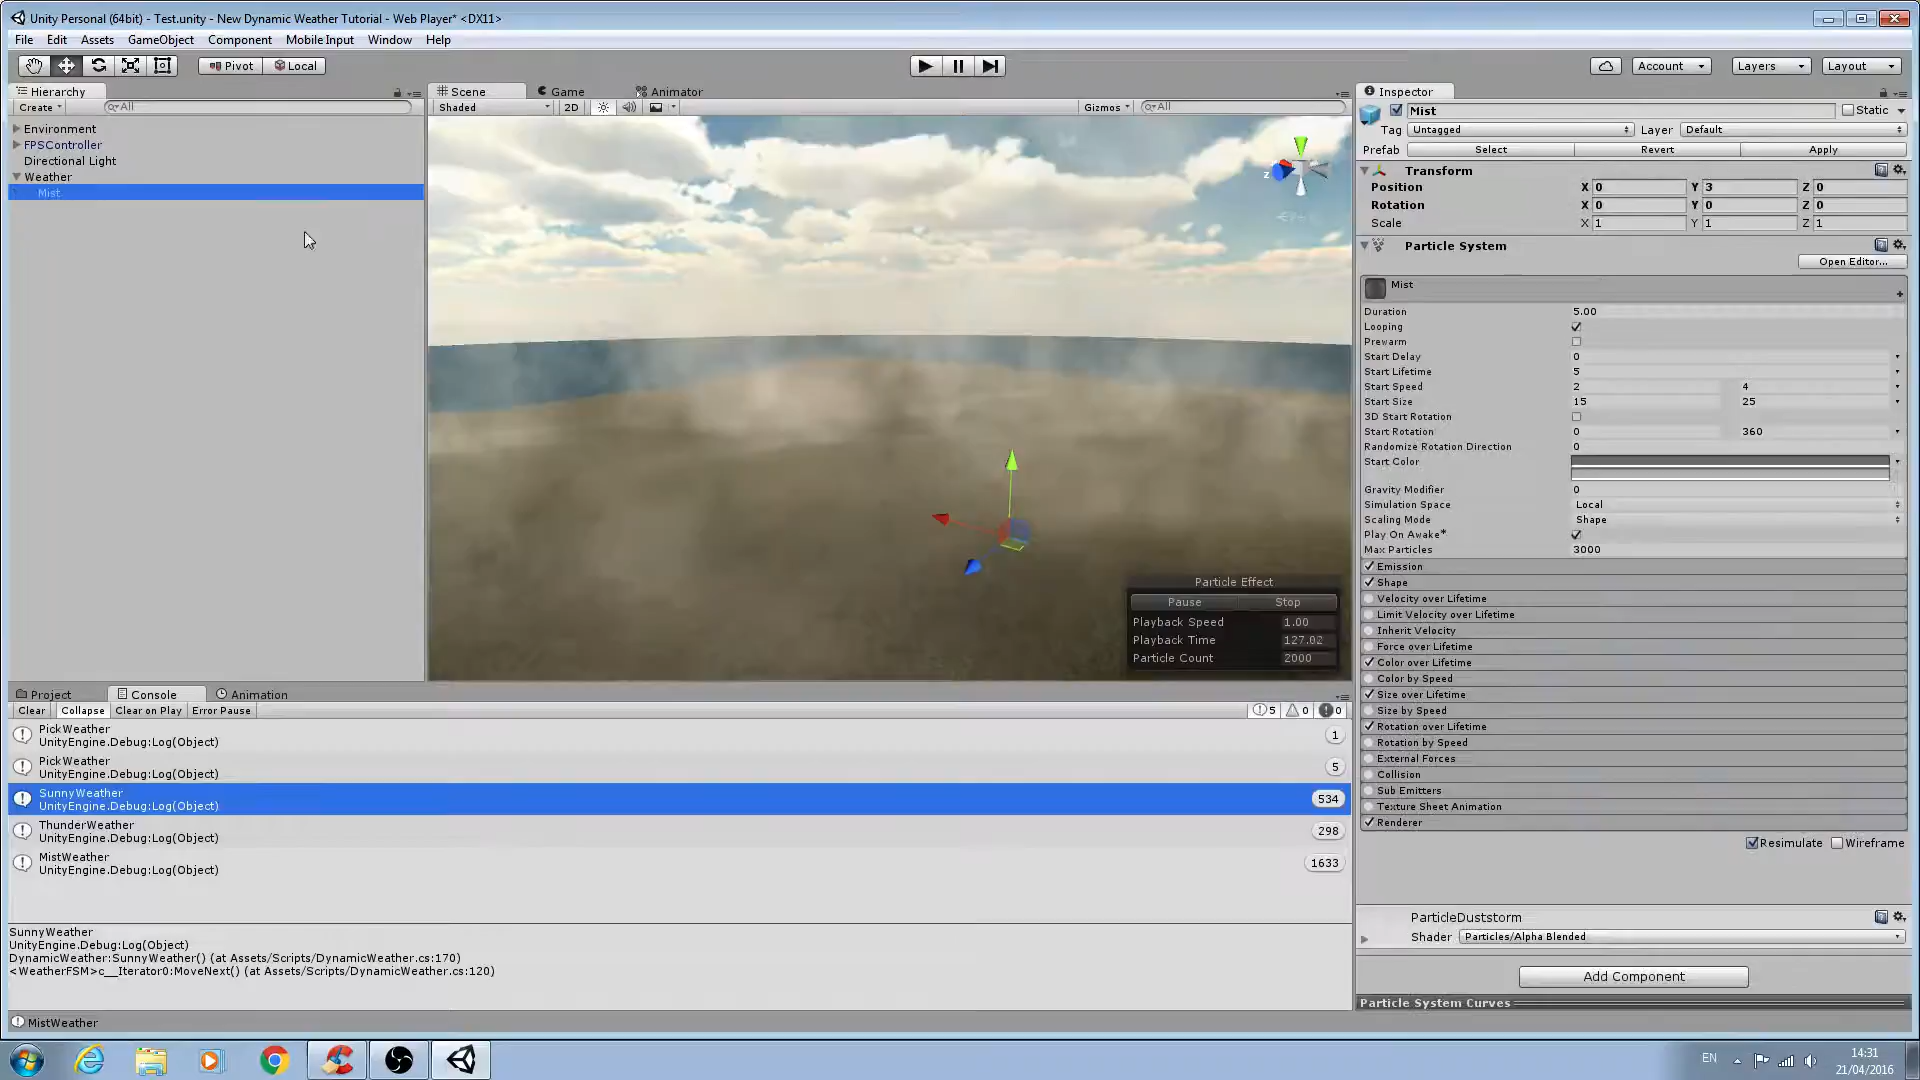 Unity Personal (64bit) - Test.unity - New Dynamic Weather Tutorial - Web Player* <DX11>
File Edit Assets GameObject Component Mobile Input Window Help
Pivot Local Account Layers Layout
Hierarchy
Create All
Environment
FPSController
Directional Light
Weather
Mist
Scene Game Animator
Shaded 2D Gizmos All
Particle Effect
Pause Stop
Playback Speed 1.00
Playback Time 127.02
Particle Count 2000
Inspector
Mist Static
Tag Untagged Layer Default
Prefab Select Revert Apply
Transform
Position X 0 Y 3 Z 0
Rotation X 0 Y 0 Z 0
Scale X 1 Y 1 Z 1
Particle System
Open Editor...
Mist
Duration 5.00
Looping
Prewarm
Start Delay 0
Start Lifetime 5
Start Speed 2 4
Start Size 15 25
3D Start Rotation
Start Rotation 0 360
Randomize Rotation Direction 0
Start Color
Gravity Modifier 0
Simulation Space Local
Scaling Mode Shape
Play On Awake*
Max Particles 3000
Emission
Shape
Velocity over Lifetime
Limit Velocity over Lifetime
Inherit Velocity
Force over Lifetime
Color over Lifetime
Color by Speed
Size over Lifetime
Size by Speed
Rotation over Lifetime
Rotation by Speed
External Forces
Collision
Sub Emitters
Texture Sheet Animation
Renderer
Resimulate Wireframe
ParticleDuststorm
Shader Particles/Alpha Blended
Add Component
Particle System Curves
Project Console Animation
Clear Collapse Clear on Play Error Pause 5 0 0
PickWeather
UnityEngine.Debug:Log(Object) 1
PickWeather
UnityEngine.Debug:Log(Object) 5
SunnyWeather
UnityEngine.Debug:Log(Object) 534
ThunderWeather
UnityEngine.Debug:Log(Object) 298
MistWeather
UnityEngine.Debug:Log(Object) 1633
SunnyWeather
UnityEngine.Debug:Log(Object)
DynamicWeather:SunnyWeather() (at Assets/Scripts/DynamicWeather.cs:170)
<WeatherFSM>c__Iterator0:MoveNext() (at Assets/Scripts/DynamicWeather.cs:120)
MistWeather
EN 14:31
21/04/2016